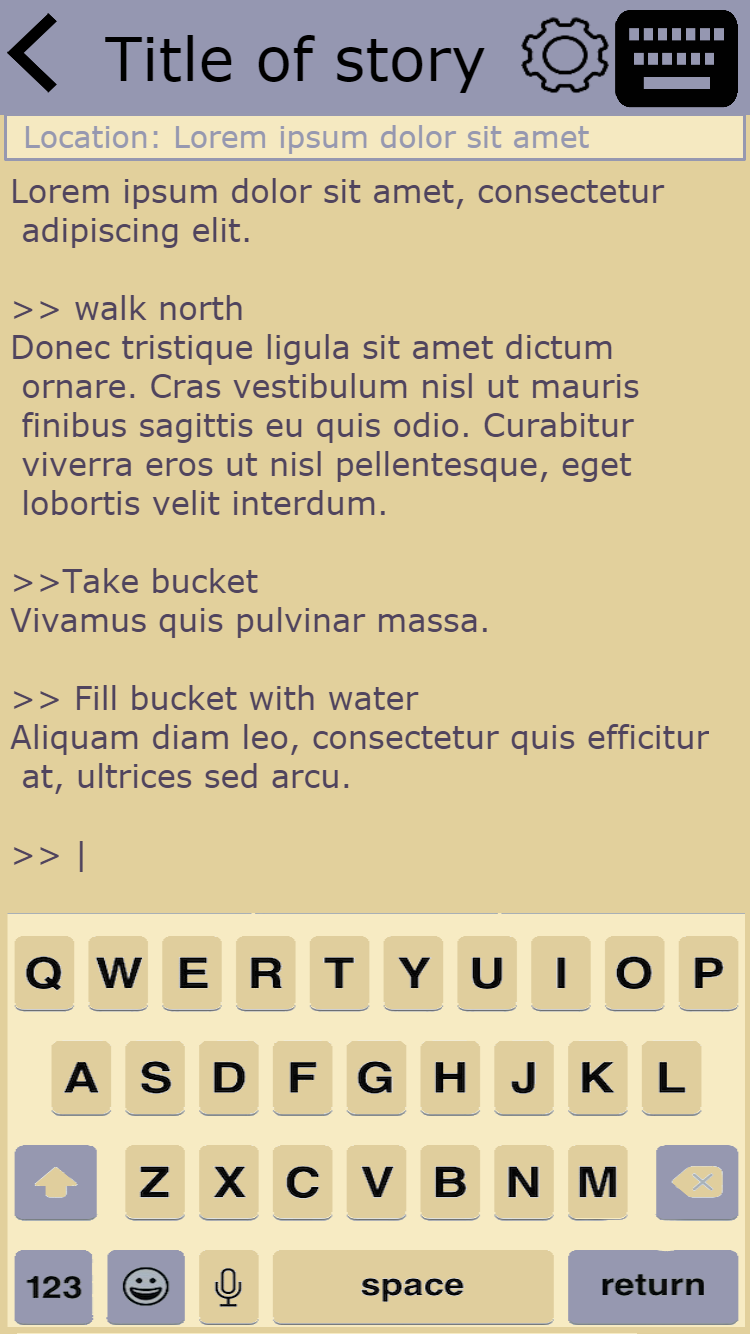 Title of story
Location: Lorem ipsum dolor sit amet
Lorem ipsum dolor sit amet, consectetur
adipiscing elit.
>> walk north
Donec tristique ligula sit amet dictum
ornare. Cras vestibulum nisl ut mauris
finibus sagittis eu quis odio. Curabitur
viverra eros ut nisl pellentesque, eget
lobortis velit interdum.
>>Take bucket
Vivamus quis pulvinar massa.
>> Fill bucket with water
Aliquam diam leo, consectetur quis efficitur
at, ultrices sed arcu.
>> |
Q W E R T Y U I O P
A S D F G H J K L
Z X C V B N M
123 space return